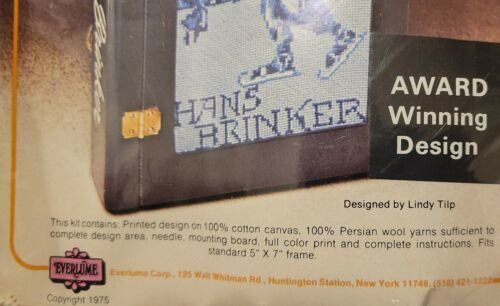 Brinker
HANS
BRINKER
AWARD
Winning
Design
Designed by Lindy Tilp
This kit contains: Printed design on 100% cotton canvas, 100% Persian wool yarns sufficient to
complete design area, needle, mounting board, full color print and complete instructions. Fits
standard 5" X 7" frame.
EVERLUME
Everlume Corp., 125 Walt Whitman Rd., Huntington Station, New York 11746, (516)
Copyright 1975